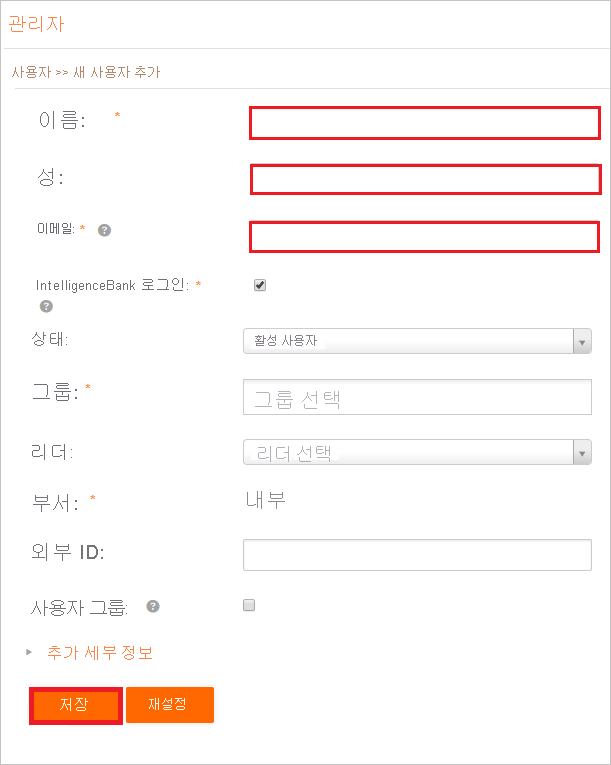 관리자
사용자 >> 새 사용자 추가
이름: *
성:
이메일: * ?
IntelligenceBank 로그인: *
?
상태: 활성 사용자
그룹: * 그룹 선택
리더: 리더 선택
부서: * 내부
외부 ID:
사용자 그룹: ?
추가 세부 정보
저장 재설정